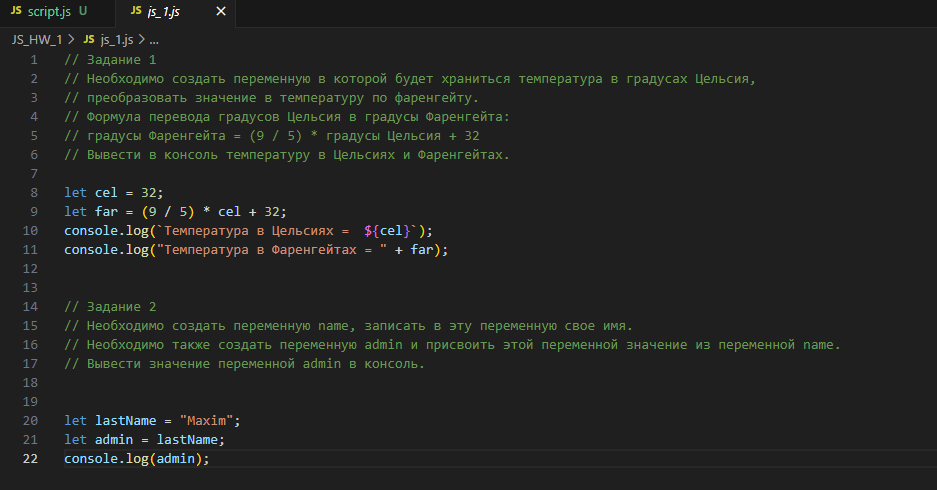 JS script.js U JS js_1.js ✕
JS_HW_1 > JS js_1.js > ...
1 // Задание 1
2 // Необходимо создать переменную в которой будет храниться температура в градусах Цельсия,
3 // преобразовать значение в температуру по фаренгейту.
4 // Формула перевода градусов Цельсия в градусы Фаренгейта:
5 // градусы Фаренгейта = (9 / 5) * градусы Цельсия + 32
6 // Вывести в консоль температуру в Цельсиях и Фаренгейтах.
7
8 let cel = 32;
9 let far = (9 / 5) * cel + 32;
10 console.log(`Температура в Цельсиях =  ${cel}`);
11 console.log("Температура в Фаренгейтах = " + far);
12
13
14 // Задание 2
15 // Необходимо создать переменную name, записать в эту переменную свое имя.
16 // Необходимо также создать переменную admin и присвоить этой переменной значение из переменной name.
17 // Вывести значение переменной admin в консоль.
18
19
20 let lastName = "Maxim";
21 let admin = lastName;
22 console.log(admin);